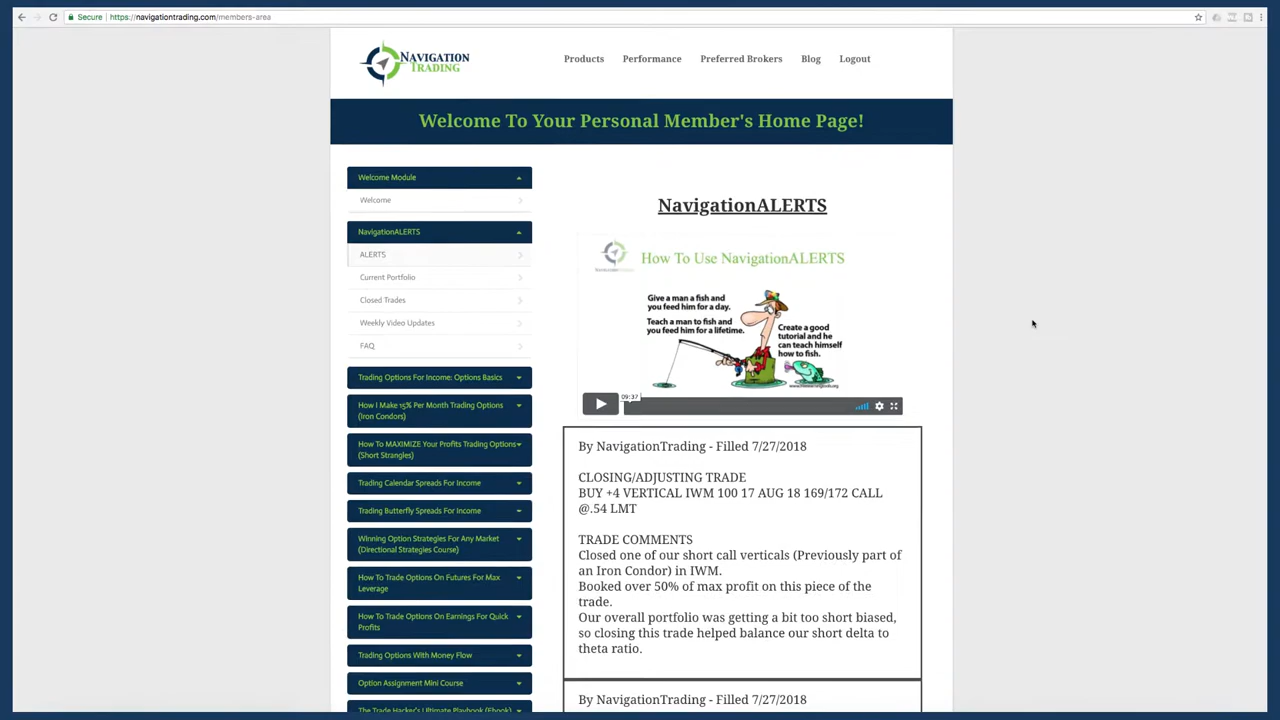 Secure https://navigationtrading.com/members-area
NAVIGATION
TRADING
Products Performance Preferred Brokers Blog Logout
Welcome To Your Personal Member's Home Page!
Welcome Module
Welcome
NavigationALERTS
ALERTS
Current Portfolio
Closed Trades
Weekly Video Updates
FAQ
Trading Options For Income: Options Basics
How I Make 15% Per Month Trading Options
(Iron Condors)
How To MAXIMIZE Your Profits Trading Options
(Short Strangles)
Trading Calendar Spreads For Income
Trading Butterfly Spreads For Income
Winning Option Strategies For Any Market
(Directional Strategies Course)
How To Trade Options On Futures For Max
Leverage
How To Trade Options On Earnings For Quick
Profits
Trading Options With Money Flow
Option Assignment Mini Course
The Trade Hacker's Ultimate Playbook (Ebook)
NavigationALERTS
How To Use NavigationALERTS
Give a man a fish and
you feed him for a day.
Teach a man to fish and
you feed him for a lifetime.
Create a good
tutorial and he
can teach himself
how to fish.
09:37
By NavigationTrading - Filled 7/27/2018
CLOSING/ADJUSTING TRADE
BUY +4 VERTICAL IWM 100 17 AUG 18 169/172 CALL
@.54 LMT
TRADE COMMENTS
Closed one of our short call verticals (Previously part of
an Iron Condor) in IWM.
Booked over 50% of max profit on this piece of the
trade.
Our overall portfolio was getting a bit too short biased,
so closing this trade helped balance our short delta to
theta ratio.
By NavigationTrading - Filled 7/27/2018